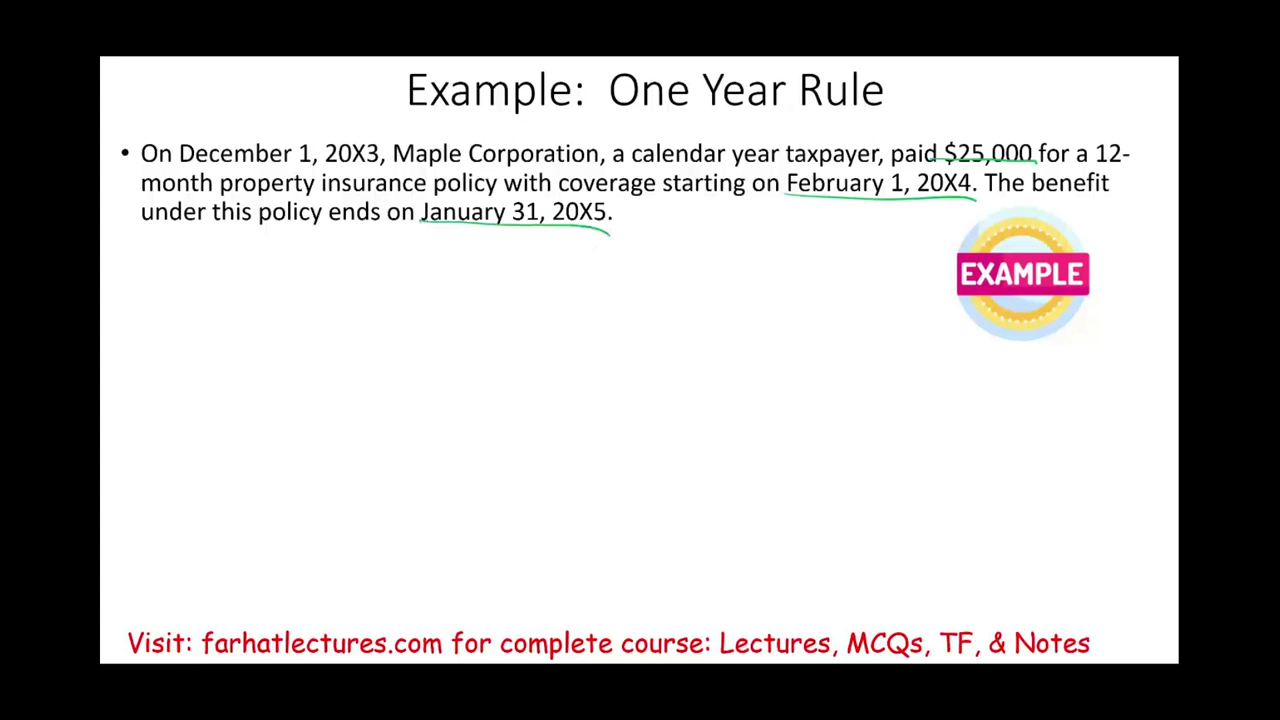 Example: One Year Rule
• On December 1, 20X3, Maple Corporation, a calendar year taxpayer, paid $25,000 for a 12-
month property insurance policy with coverage starting on February 1, 20X4. The benefit
under this policy ends on January 31, 20X5.
EXAMPLE
Visit: farhatlectures.com for complete course: Lectures, MCQs, TF, & Notes